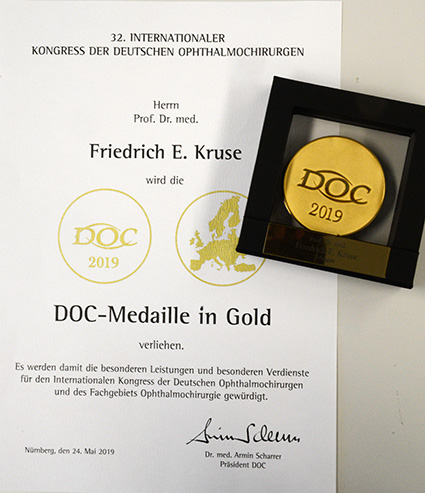 32. INTERNATIONALER
KONGRESS DER DEUTSCHEN OPHTHALMOCHIRURGEN
Herrn
Prof. Dr. med.
Friedrich E. Kruse
wird die
DOC
2019
DOC-Medaille in Gold
verliehen.
Es werden damit die besonderen Leistungen und besonderen Verdienste
für den Internationalen Kongress der Deutschen Ophthalmochirurgen
und des Fachgebiets Ophthalmochirurgie gewürdigt.
Nürnberg, den 24. Mai 2019
Dr. med. Armin Scharrer
Präsident DOC
DOC
2019
Friedrich E. Kruse